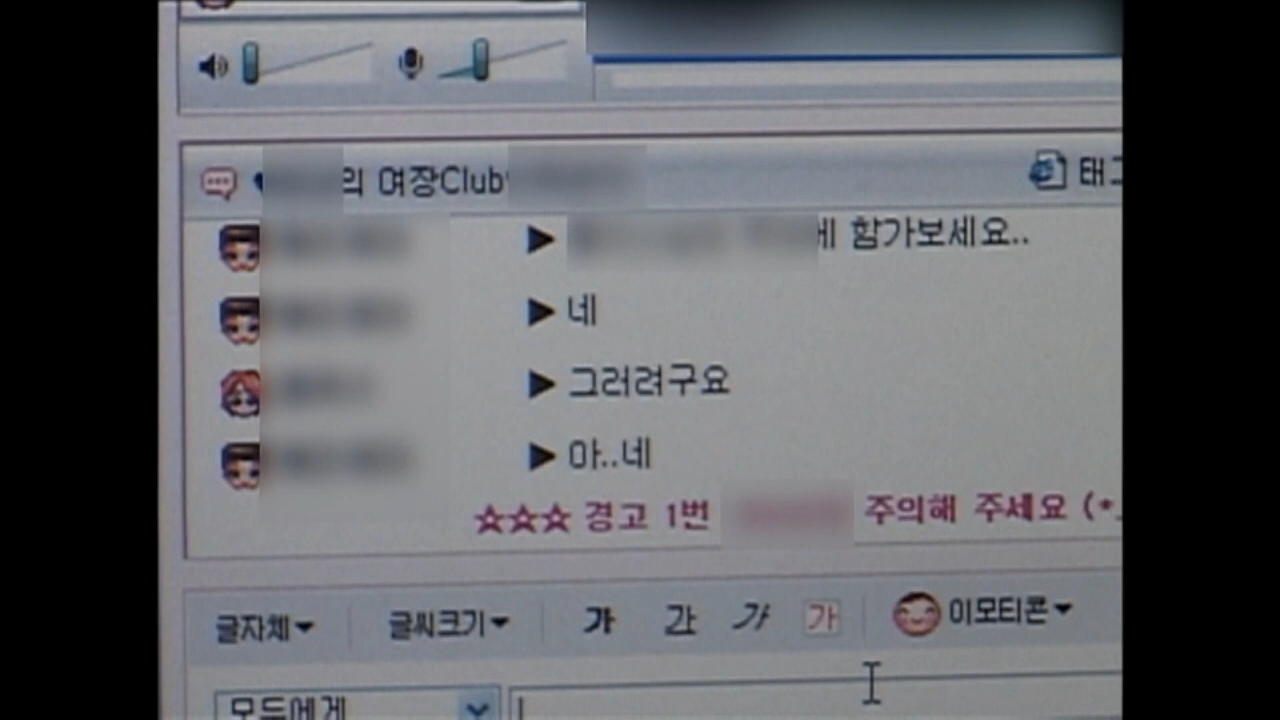 의 여장Club
태그
에 함가보세요..
▶ 네
▶ 그러려구요
▶ 아..네
☆☆☆ 경고 1번 주의해 주세요 (*
글자체 글씨크기 가 가 가 가 이모티콘
모두에게